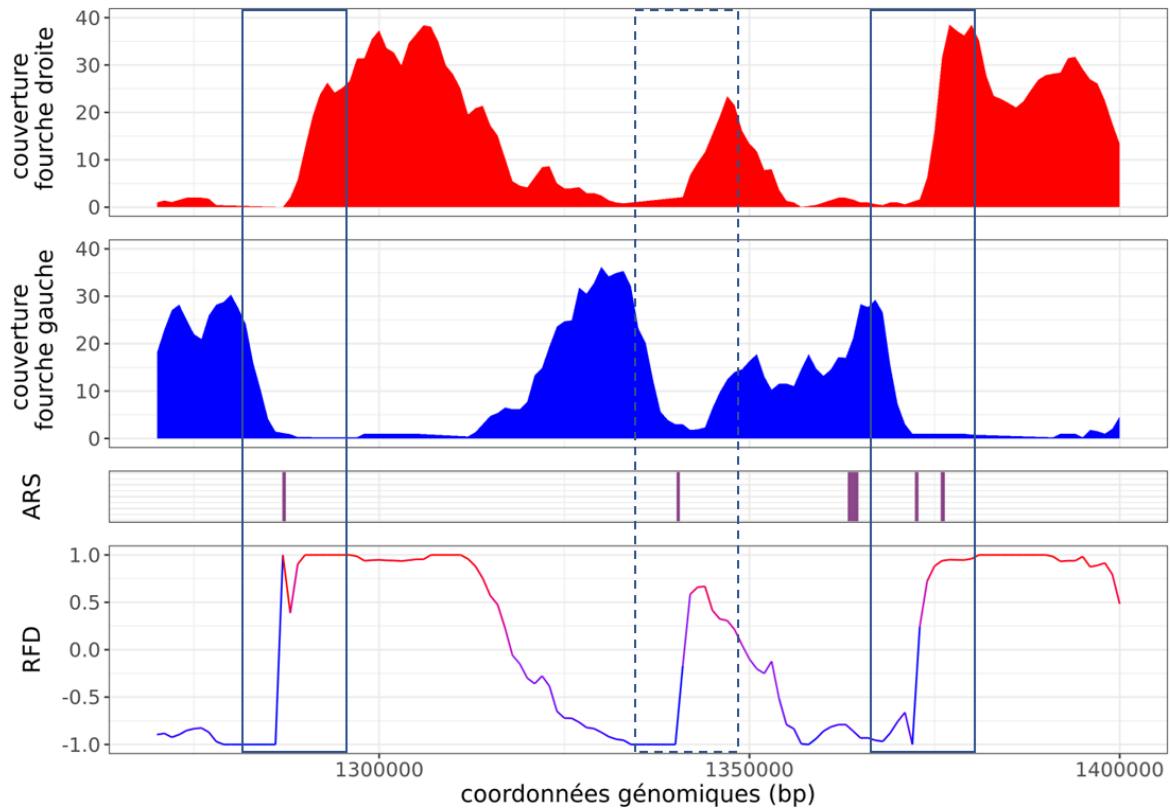 couverture
fourche droite
40
30
20
10
0
couverture
fourche gauche
40
30
20
10
0
ARS
RFD
1.0
0.5
0.0
-0.5
-1.0
1300000
1350000
1400000
coordonnées génomiques (bp)